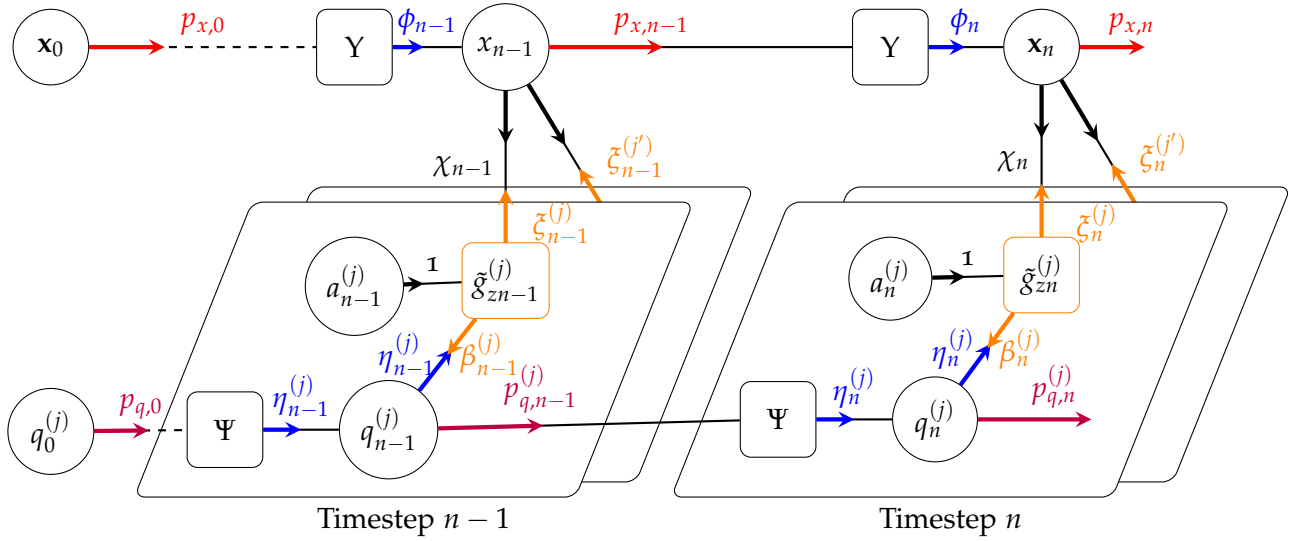 p_{x,0} ϕ_{n−1} p_{x,n−1} ϕ_n p_{x,n}
𝐱_0 Υ x_{n−1} Υ 𝐱_n
χ_{n−1} ξ_{n−1}^{(j′)} χ_n ξ_n^{(j′)}
ξ_{n−1}^{(j)} ξ_n^{(j)}
a_{n−1}^{(j)} 1 g̃_{zn−1}^{(j)} a_n^{(j)} 1 g̃_{zn}^{(j)}
η_{n−1}^{(j)} β_{n−1}^{(j)} η_n^{(j)} β_n^{(j)}
p_{q,0} η_{n−1}^{(j)} p_{q,n−1}^{(j)} η_n^{(j)} p_{q,n}^{(j)}
q_0^{(j)} Ψ q_{n−1}^{(j)} Ψ q_n^{(j)}
Timestep n − 1 Timestep n